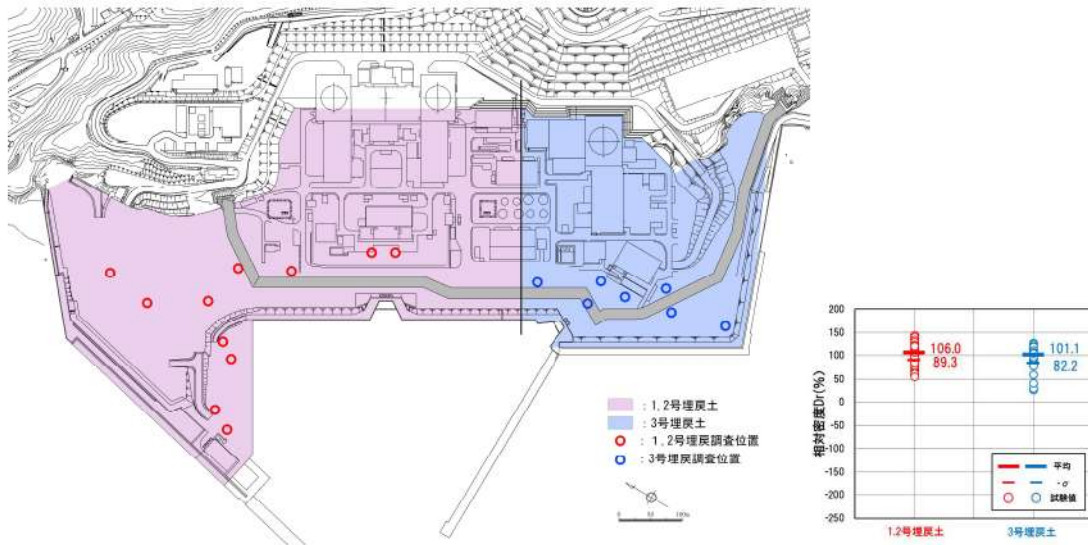 : 1, 2号埋戻土
: 3号埋戻土
: 1, 2号埋戻調査位置
: 3号埋戻調査位置
0 50 100m
相対密度Dr(%)
200
150
100
50
0
-50
-100
-150
-200
-250
106.0
89.3
101.1
82.2
平均
-σ
試験値
1.2号埋戻土
3号埋戻土